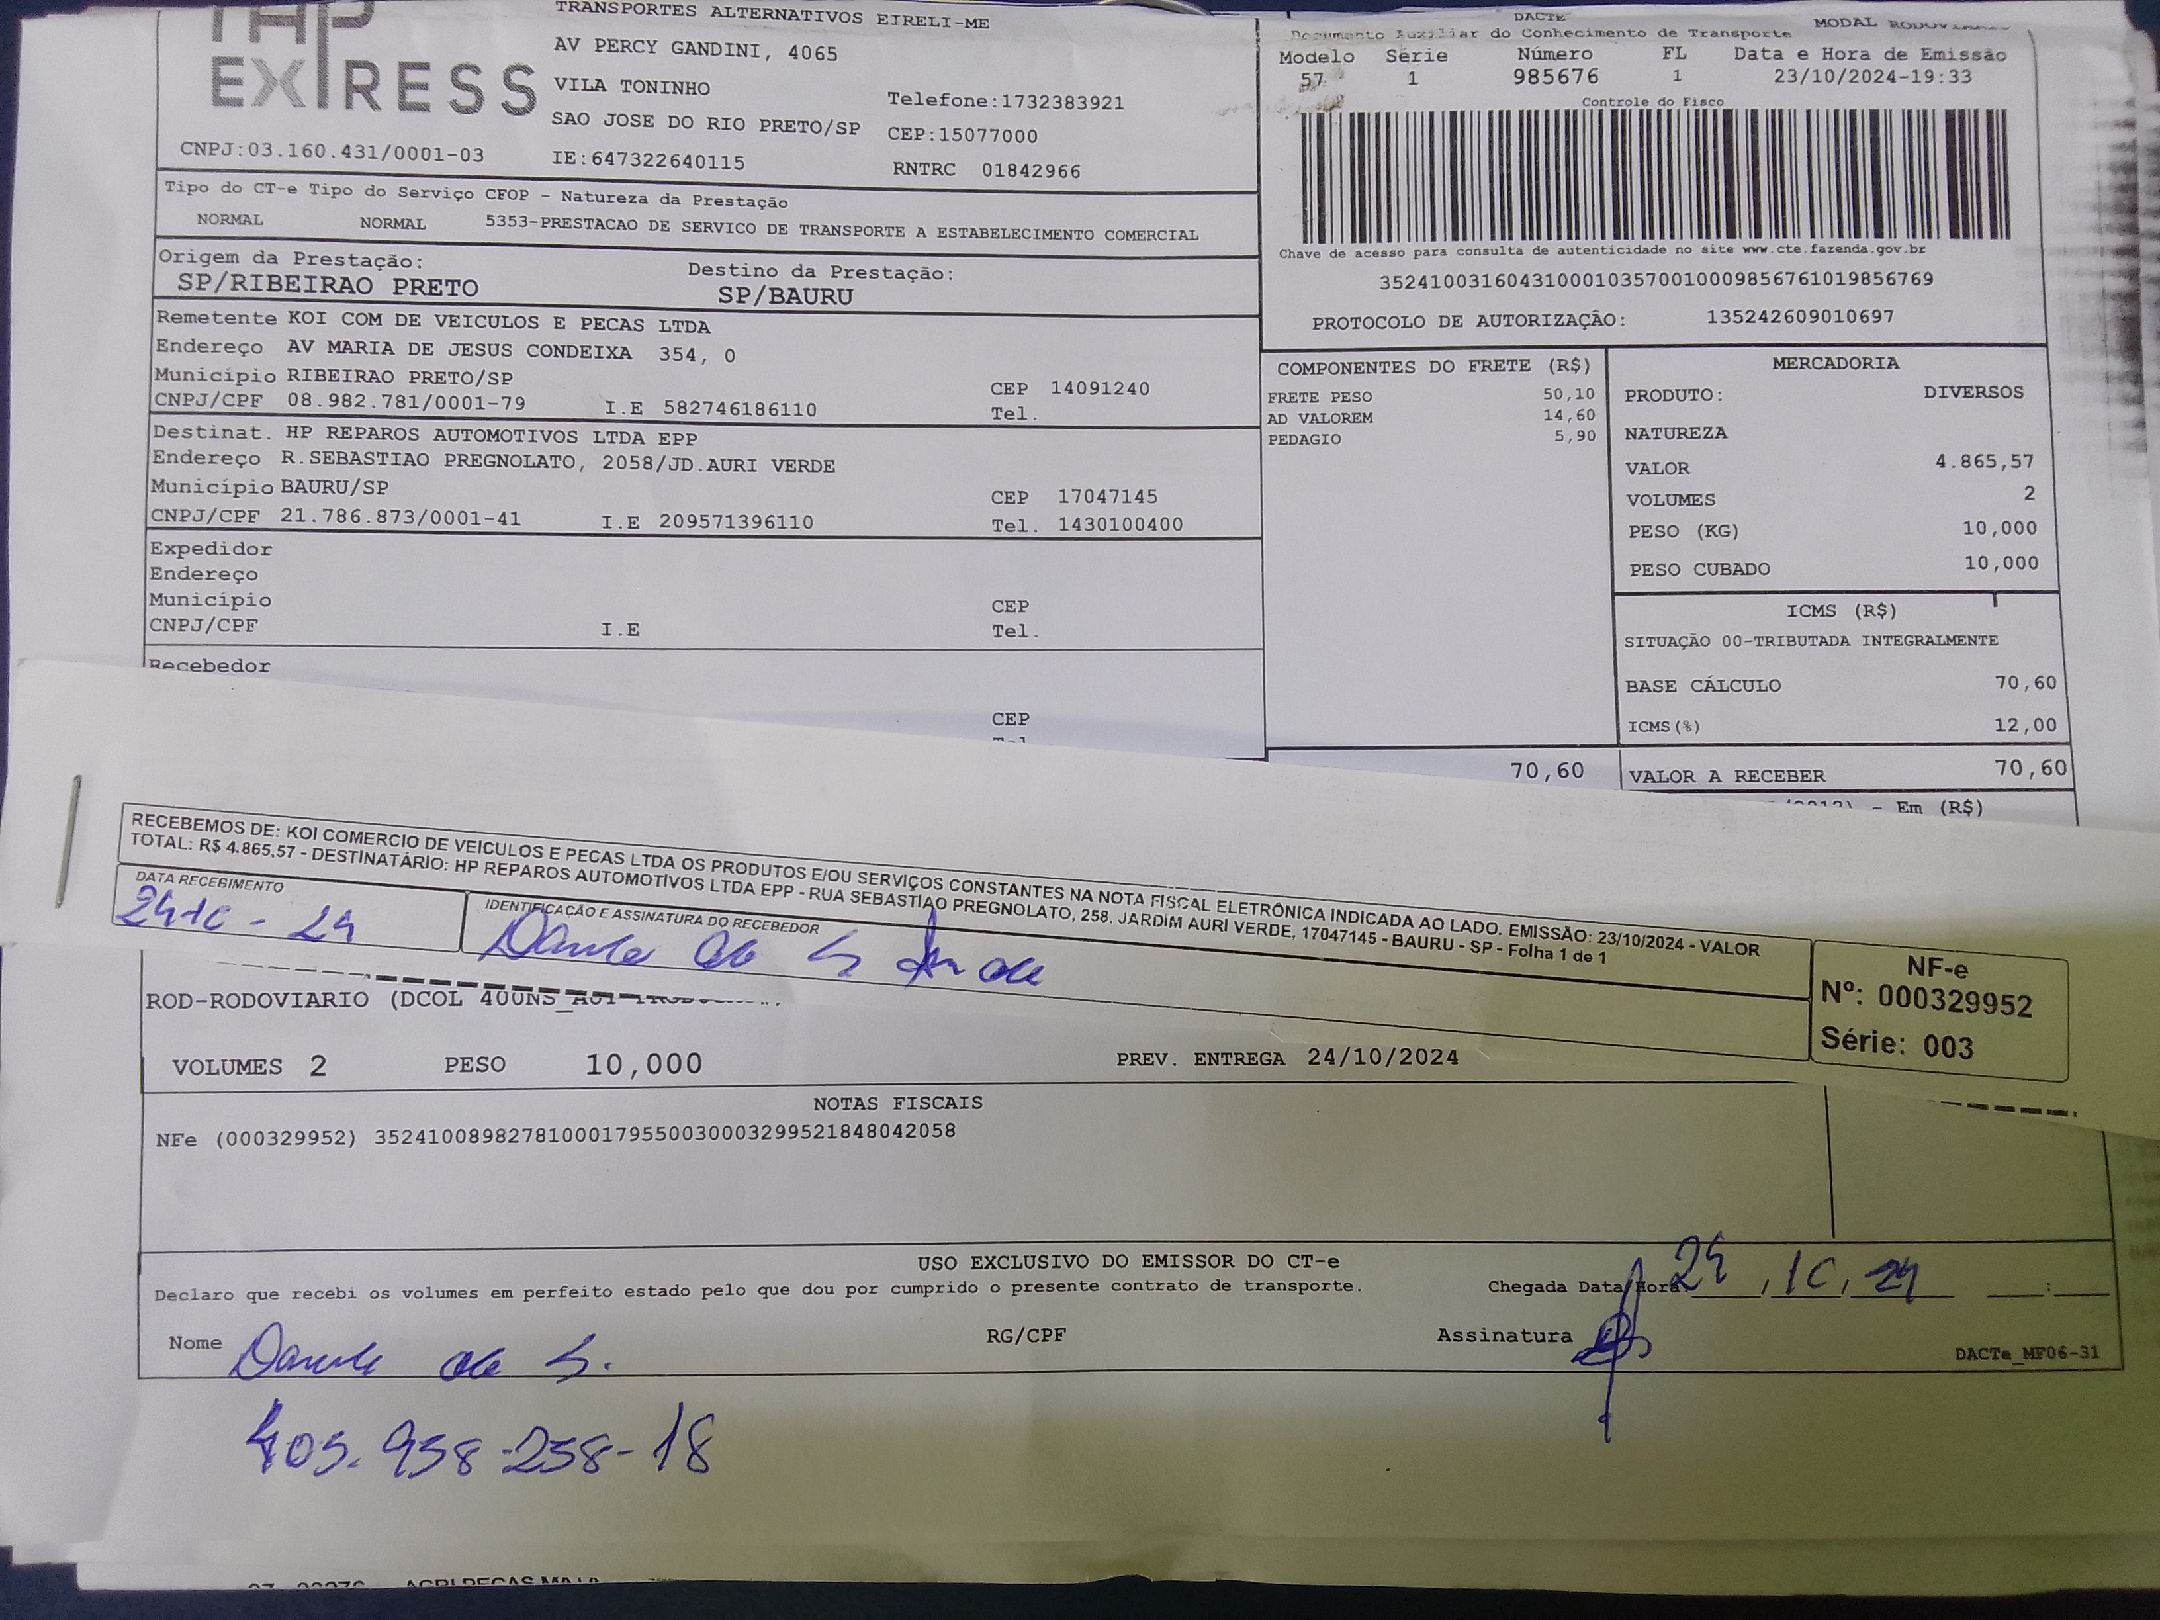 EXPRESS
TRANSPORTES ALTERNATIVOS EIRELI-ME
AV PERCY GANDINI, 4065
VILA TONINHO
Telefone:1732383921
SAO JOSE DO RIO PRETO/SP CEP:15077000
CNPJ:03.160.431/0001-03 IE:647322640115 RNTRC 01842966
DACTE MODAL
Documento Auxiliar do Conhecimento de Transporte
Modelo Série Número FL Data e Hora de Emissão
57 1 985676 1 23/10/2024-19:33
Controle do Fisco
Chave de acesso para consulta de autenticidade no site www.cte.fazenda.gov.br
35241003160431000103570010009856761019856769
PROTOCOLO DE AUTORIZAÇÃO: 135242609010697
Tipo do CT-e Tipo do Serviço CFOP - Natureza da Prestação
NORMAL NORMAL 5353-PRESTACAO DE SERVICO DE TRANSPORTE A ESTABELECIMENTO COMERCIAL
Origem da Prestação: Destino da Prestação:
SP/RIBEIRAO PRETO SP/BAURU
Remetente KOI COM DE VEICULOS E PECAS LTDA
Endereço AV MARIA DE JESUS CONDEIXA 354, 0
Município RIBEIRAO PRETO/SP CEP 14091240
CNPJ/CPF 08.982.781/0001-79 I.E 582746186110 Tel.
Destinat. HP REPAROS AUTOMOTIVOS LTDA EPP
Endereço R.SEBASTIAO PREGNOLATO, 2058/JD.AURI VERDE
Município BAURU/SP CEP 17047145
CNPJ/CPF 21.786.873/0001-41 I.E 209571396110 Tel. 1430100400
Expedidor
Endereço
Município CEP
CNPJ/CPF I.E Tel.
Recebedor
CEP
COMPONENTES DO FRETE (R$)
FRETE PESO 50,10
AD VALOREM 14,60
PEDAGIO 5,90
70,60
MERCADORIA
PRODUTO: DIVERSOS
NATUREZA
VALOR 4.865,57
VOLUMES 2
PESO (KG) 10,000
PESO CUBADO 10,000
ICMS (R$)
SITUAÇÃO 00-TRIBUTADA INTEGRALMENTE
BASE CÁLCULO 70,60
ICMS(%) 12,00
VALOR A RECEBER 70,60
- Em (R$)
RECEBEMOS DE: KOI COMERCIO DE VEICULOS E PECAS LTDA OS PRODUTOS E/OU SERVIÇOS CONSTANTES NA NOTA FISCAL ELETRÔNICA INDICADA AO LADO. EMISSÃO: 23/10/2024 - VALOR
TOTAL: R$ 4.865,57 - DESTINATÁRIO: HP REPAROS AUTOMOTIVOS LTDA EPP - RUA SEBASTIAO PREGNOLATO, 258, JARDIM AURI VERDE, 17047145 - BAURU - SP - Folha 1 de 1
DATA RECEBIMENTO
24 10 - 24
IDENTIFICAÇÃO E ASSINATURA DO RECEBEDOR
de S
NF-e
Nº: 000329952
Série: 003
ROD-RODOVIARIO (DCOL
VOLUMES 2 PESO 10,000 PREV. ENTREGA 24/10/2024
NOTAS FISCAIS
NFe (000329952) 35241008982781000179550030003299521848042058
USO EXCLUSIVO DO EMISSOR DO CT-e
Declaro que recebi os volumes em perfeito estado pelo que dou por cumprido o presente contrato de transporte.
Chegada Data/Hora 24, 10, 24 :
Nome de S. RG/CPF Assinatura
DACTe_MF06-31
405.958-258-18